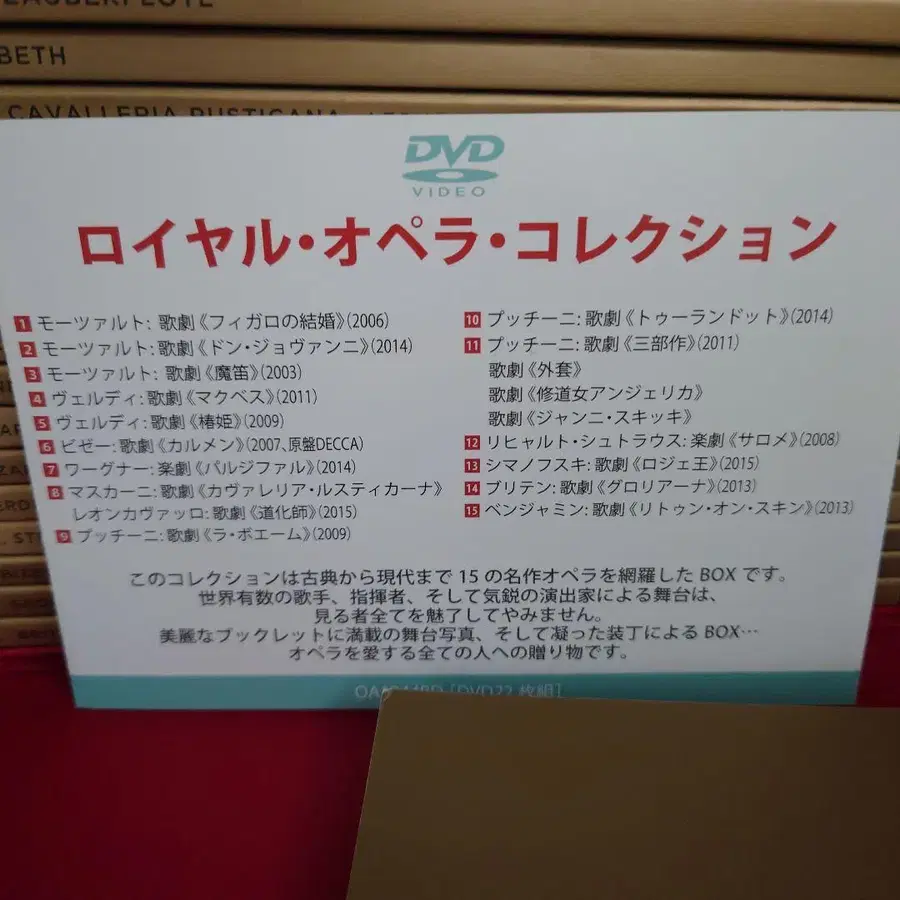 BETH
CAVALLERIA RUSTICANA
DVD
VIDEO
ロイヤル・オペラ・コレクション
1 モーツァルト: 歌劇《フィガロの結婚》(2006)
2 モーツァルト: 歌劇《ドン・ジョヴァンニ》(2014)
3 モーツァルト: 歌劇《魔笛》(2003)
4 ヴェルディ: 歌劇《マクベス》(2011)
5 ヴェルディ: 歌劇《椿姫》(2009)
6 ビゼー: 歌劇《カルメン》(2007、原盤DECCA)
7 ワーグナー: 楽劇《パルジファル》(2014)
8 マスカーニ: 歌劇《カヴァレリア・ルスティカーナ》
レオンカヴァッロ: 歌劇《道化師》(2015)
9 プッチーニ: 歌劇《ラ・ボエーム》(2009)
10 プッチーニ: 歌劇《トゥーランドット》(2014)
11 プッチーニ: 歌劇《三部作》(2011)
歌劇《外套》
歌劇《修道女アンジェリカ》
歌劇《ジャンニ・スキッキ》
12 リヒャルト・シュトラウス: 楽劇《サロメ》(2008)
13 シマノフスキ: 歌劇《ロジェ王》(2015)
14 ブリテン: 歌劇《グロリアーナ》(2013)
15 ベンジャミン: 歌劇《リトゥン・オン・スキン》(2013)
このコレクションは古典から現代まで 15 の名作オペラを網羅した BOX です。
世界有数の歌手、指揮者、そして気鋭の演出家による舞台は、
見る者全てを魅了してやみません。
美麗なブックレットに満載の舞台写真、そして凝った装丁による BOX…
オペラを愛する全ての人への贈り物です。
[DVD22 枚組]